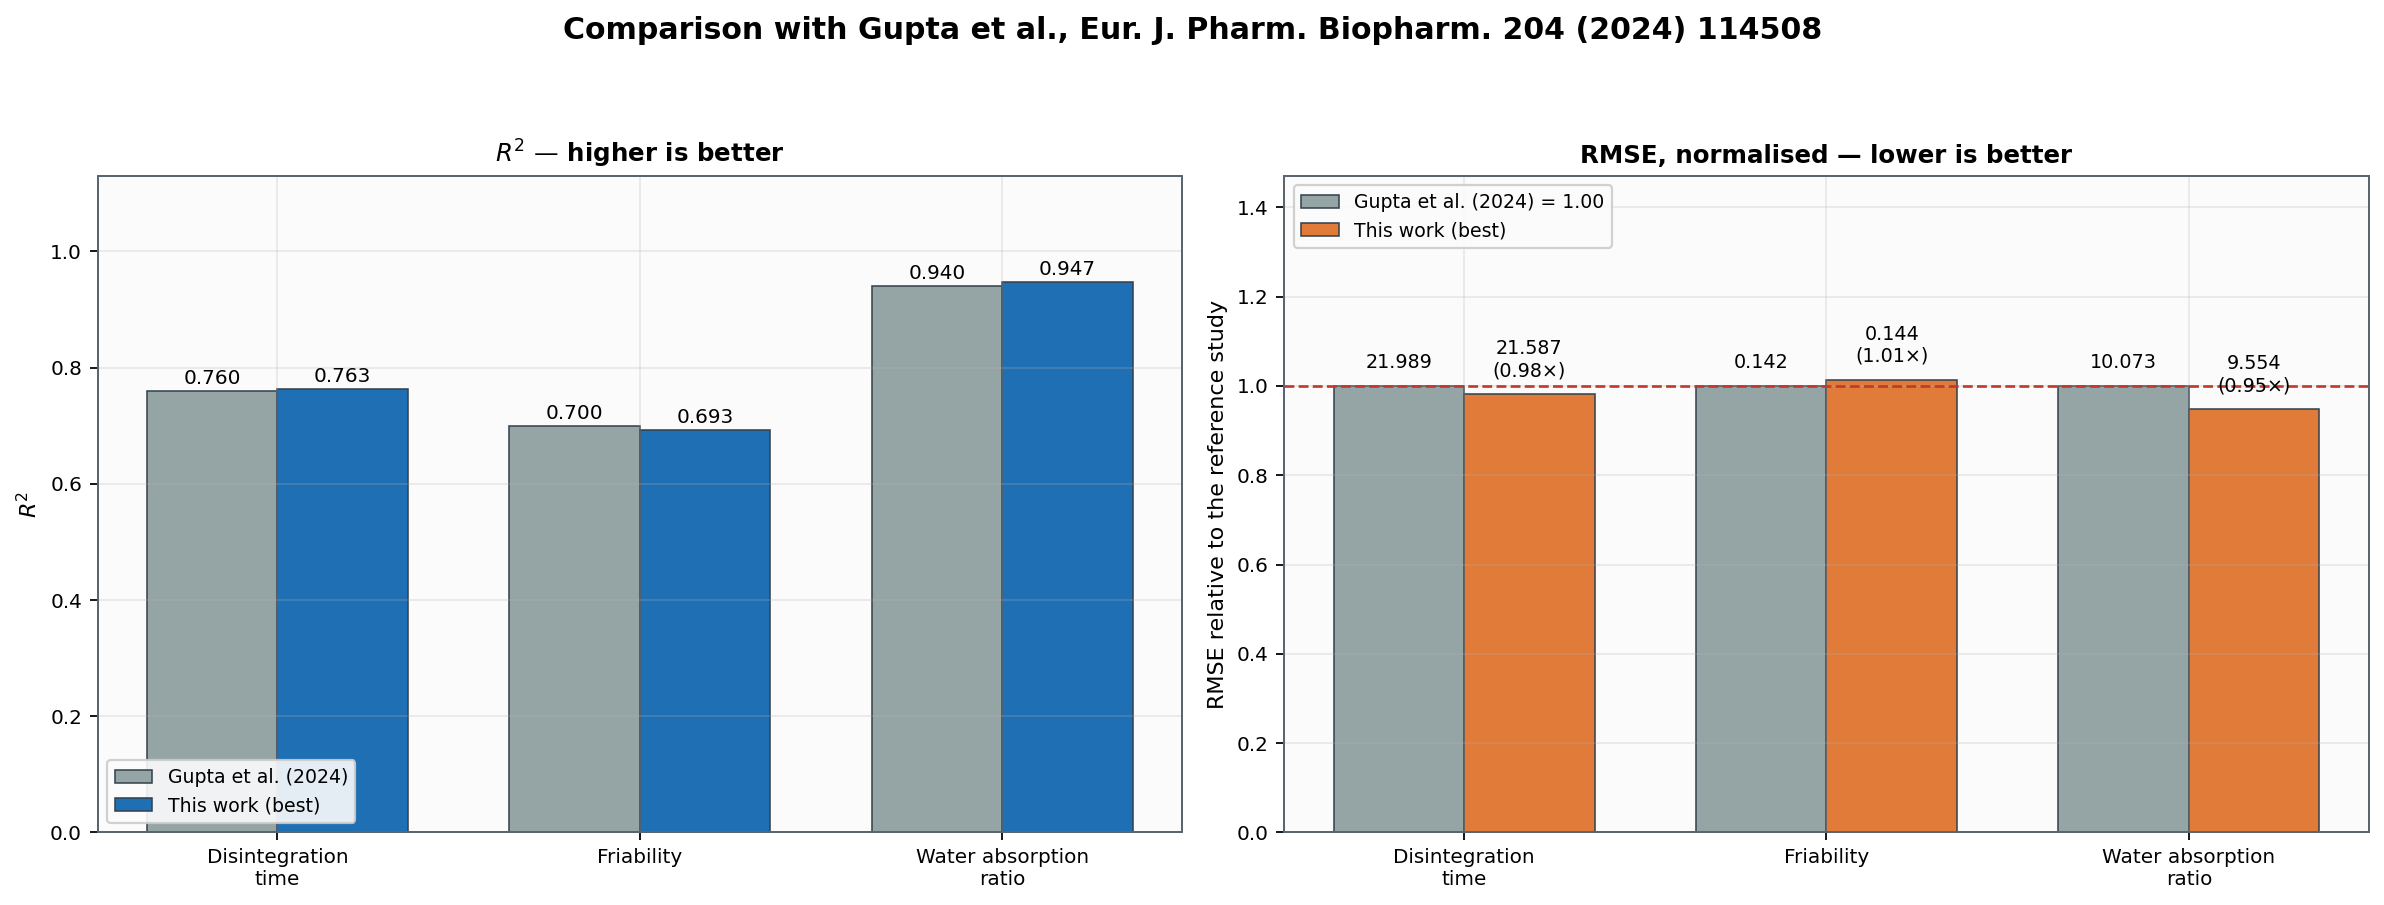 Comparison with Gupta et al., Eur. J. Pharm. Biopharm. 204 (2024) 114508
R² — higher is better
R²
1.0
0.8
0.6
0.4
0.2
0.0
0.760
0.763
0.700
0.693
0.940
0.947
Gupta et al. (2024)
This work (best)
Disintegration
time
Friability
Water absorption
ratio
RMSE, normalised — lower is better
RMSE relative to the reference study
1.4
1.2
1.0
0.8
0.6
0.4
0.2
0.0
Gupta et al. (2024) = 1.00
This work (best)
21.989
21.587
(0.98×)
0.142
0.144
(1.01×)
10.073
9.554
(0.95×)
Disintegration
time
Friability
Water absorption
ratio